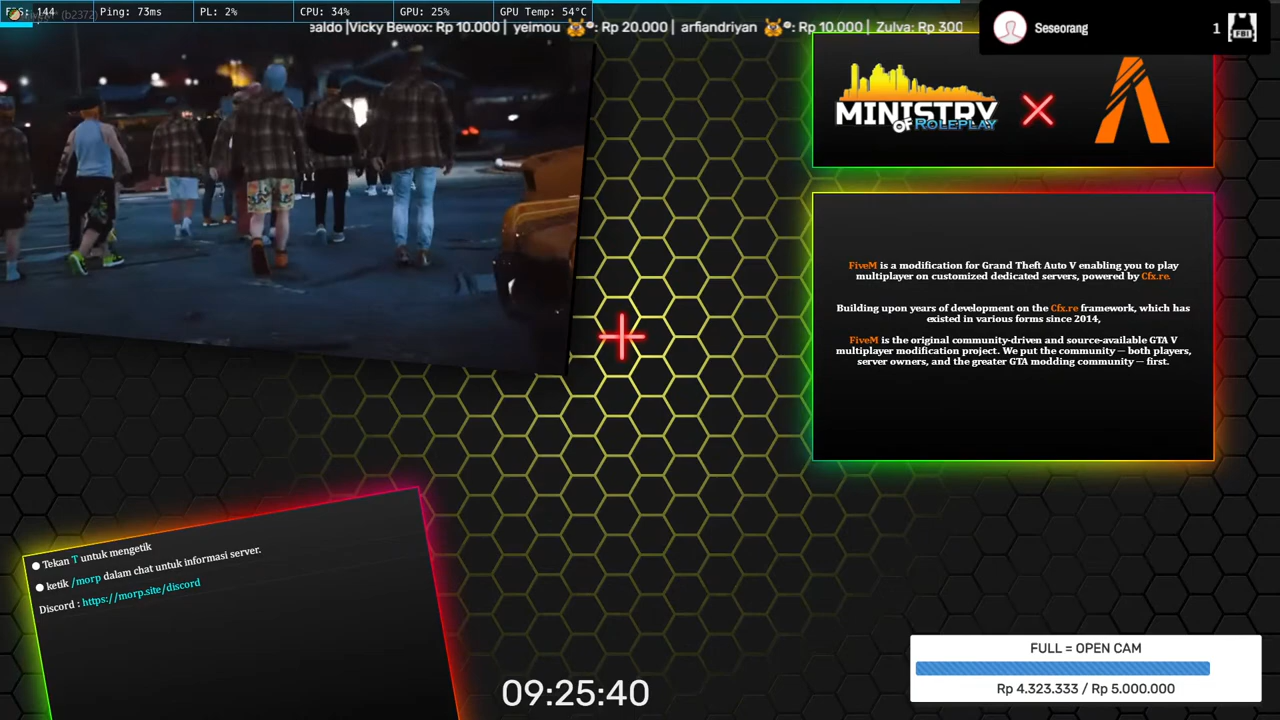 FPS: 144
Ping: 73ms
PL: 2%
CPU: 34%
GPU: 25%
GPU Temp: 54°C
(b2372)
ealdo |Vicky Bewox: Rp 10.000 | yeimou : Rp 20.000 | arfiandriyan : Rp 10.000 | Zulva: Rp 300
Seseorang
1
FBI
MINISTRY
OF ROLEPLAY
FiveM is a modification for Grand Theft Auto V enabling you to play
multiplayer on customized dedicated servers, powered by Cfx.re.
Building upon years of development on the Cfx.re framework, which has
existed in various forms since 2014,
FiveM is the original community-driven and source-available GTA V
multiplayer modification project. We put the community — both players,
server owners, and the greater GTA modding community — first.
Tekan T untuk mengetik
ketik /morp dalam chat untuk informasi server.
Discord : https://morp.site/discord
09:25:40
FULL = OPEN CAM
Rp 4.323.333 / Rp 5.000.000